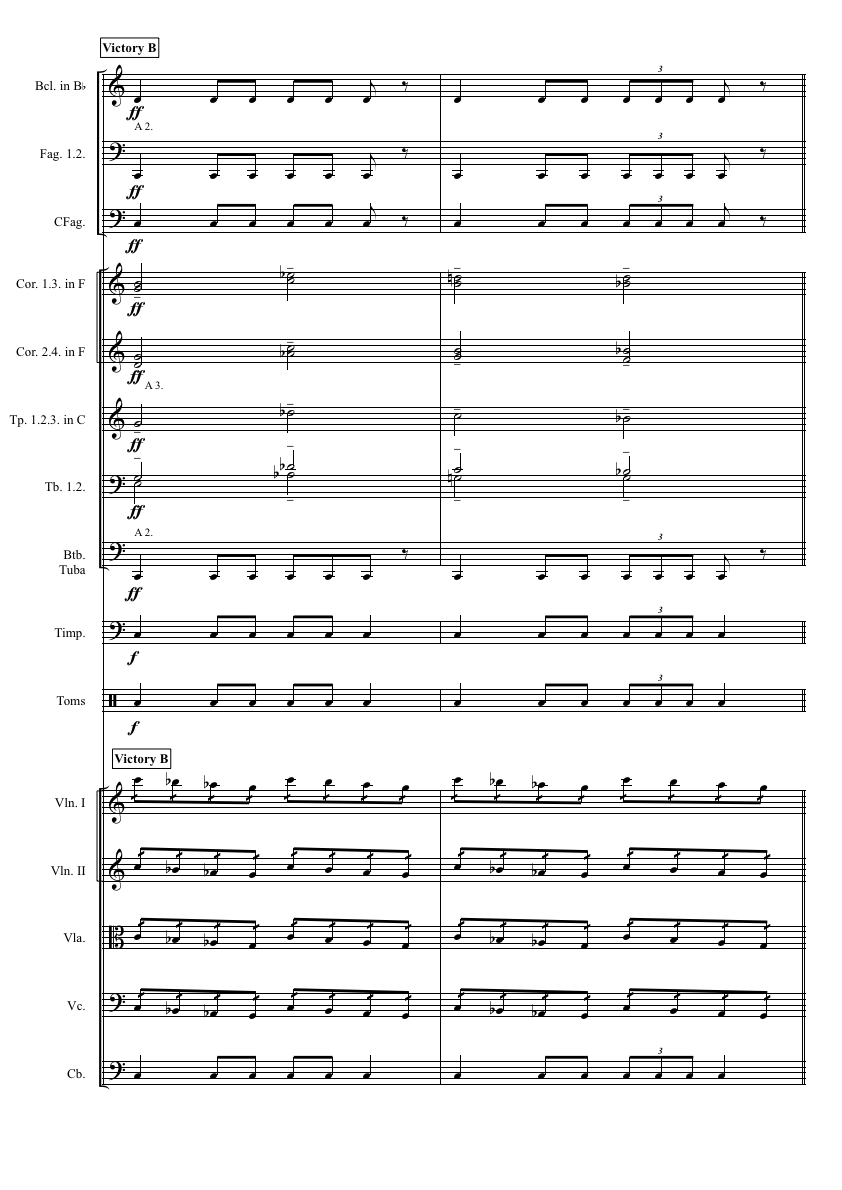 Victory B
Bcl. in B♭
ff
A 2.
3
Fag. 1.2.
ff
3
CFag.
ff
3
Cor. 1.3. in F
ff
Cor. 2.4. in F
ff
A 3.
Tp. 1.2.3. in C
ff
Tb. 1.2.
ff
A 2.
3
Btb.
Tuba
ff
3
Timp.
f
3
Toms
f
Victory B
Vln. I
Vln. II
Vla.
Vc.
3
Cb.